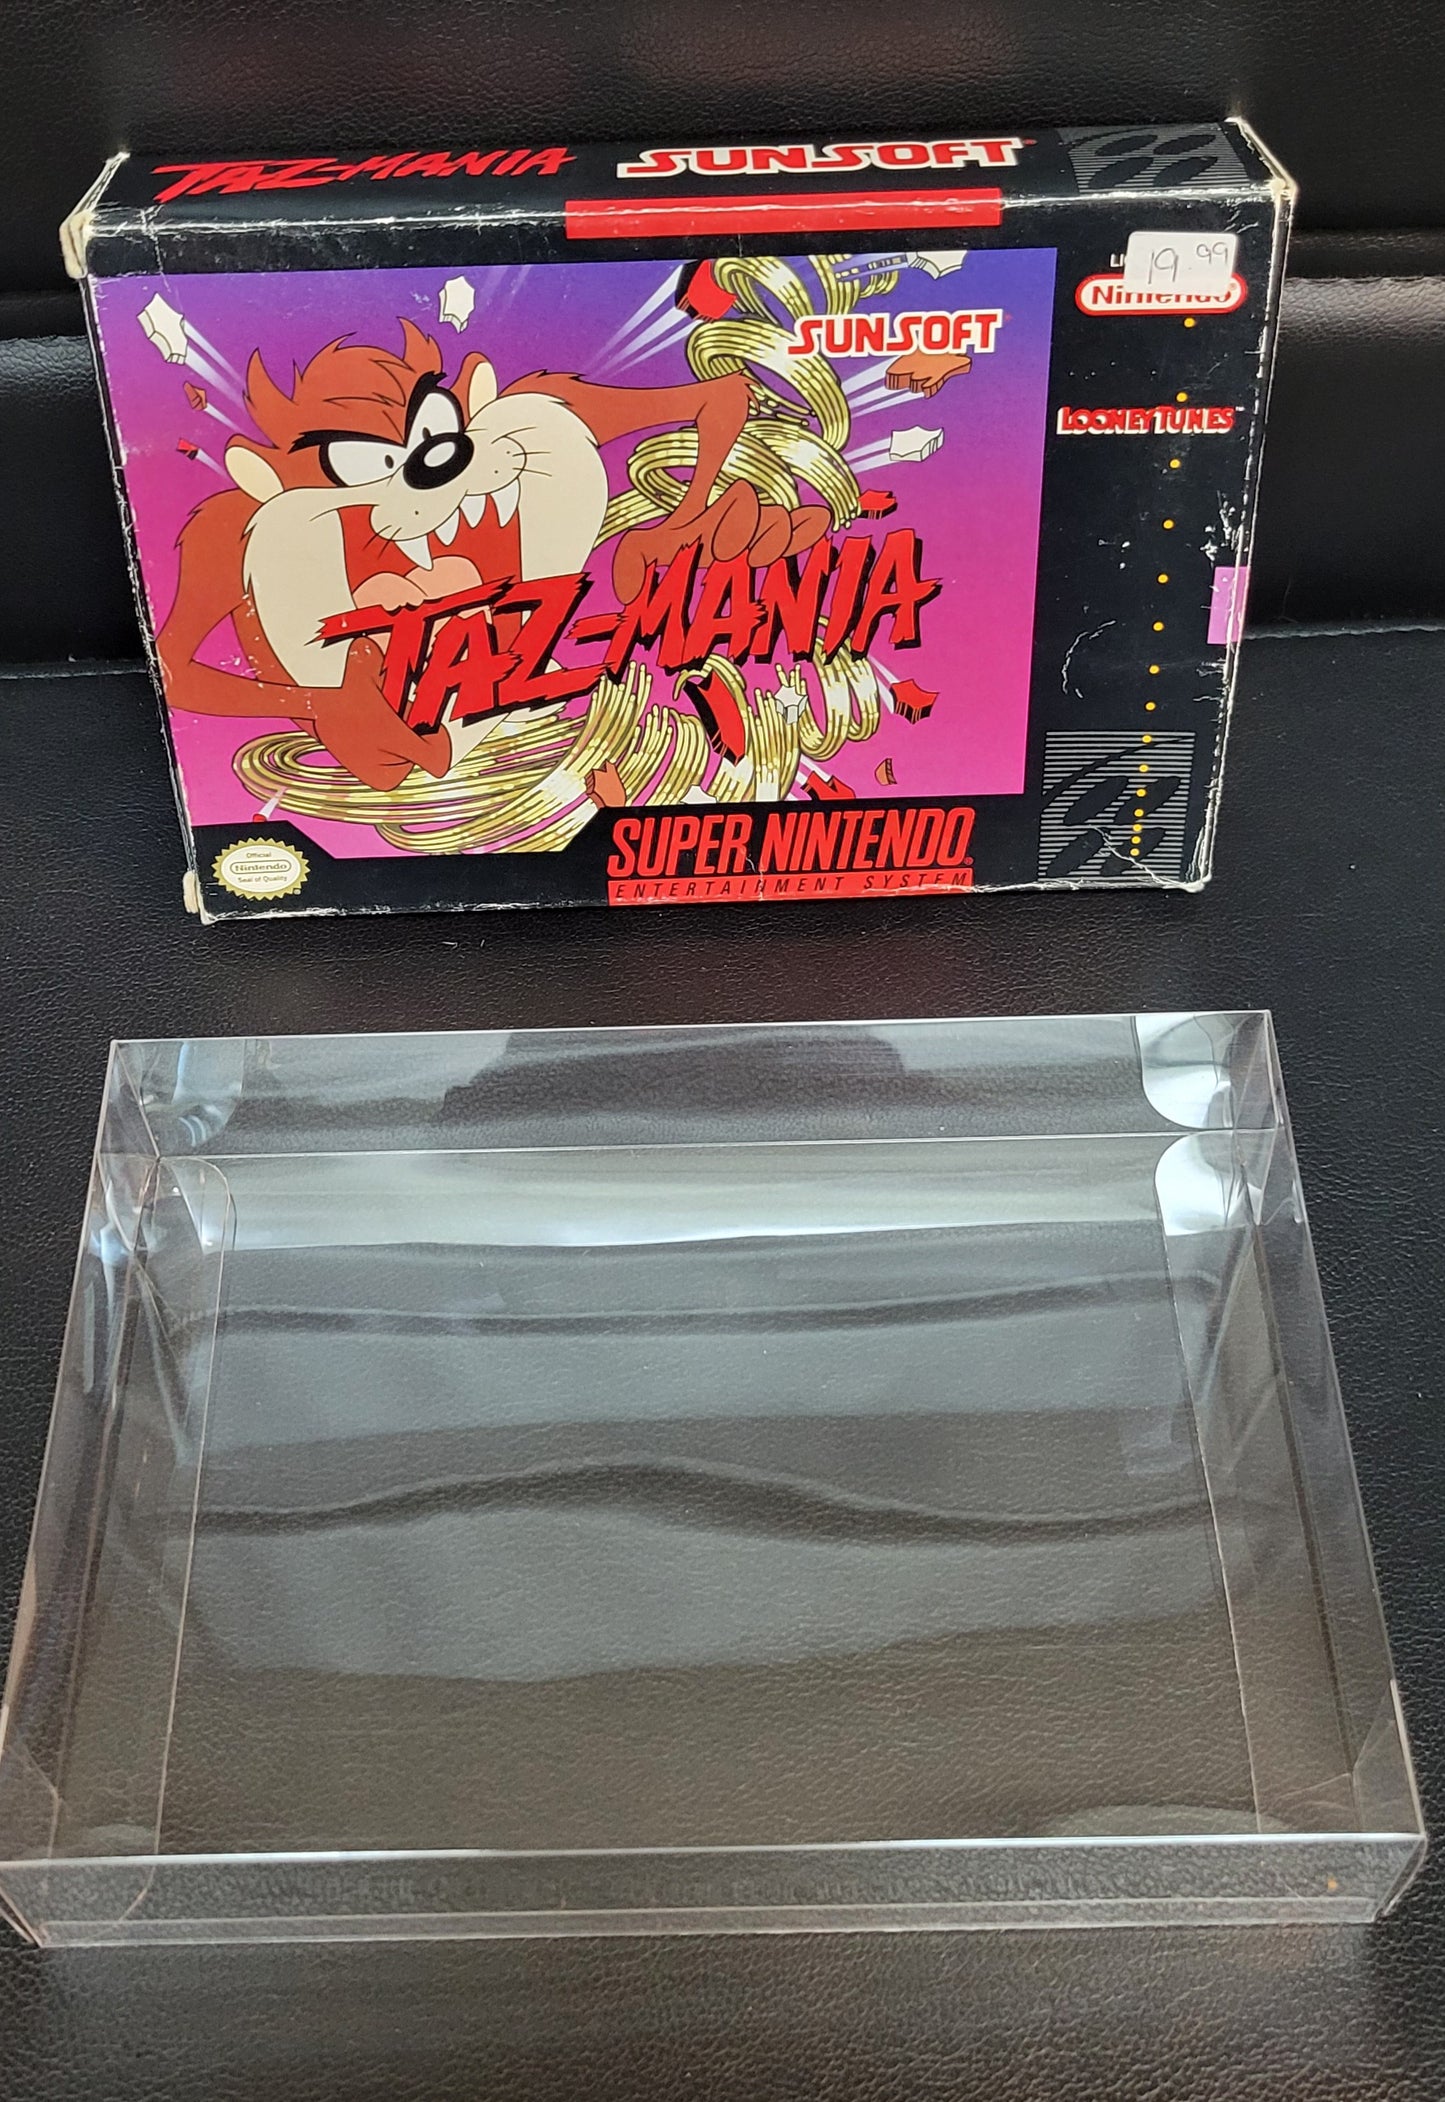 TAZ-MANIA SUNSOFT
19.99
Nintendo
SUNSOFT
LOONEY TUNES
TAZ-MANIA
Official
Nintendo
Seal of Quality
SUPER NINTENDO
ENTERTAINMENT SYSTEM